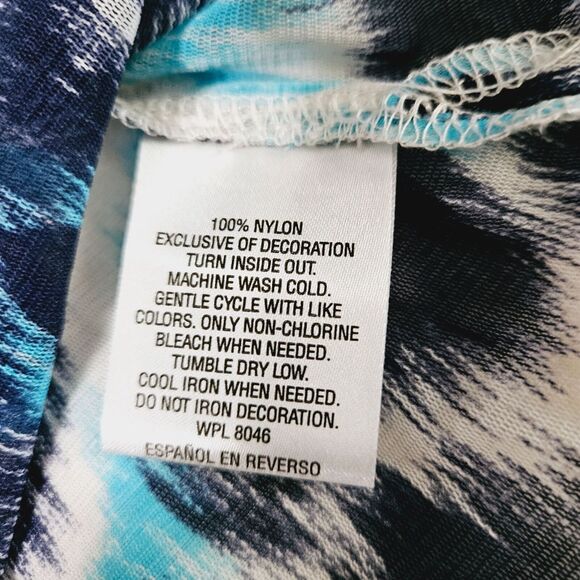 100% NYLON
EXCLUSIVE OF DECORATION
TURN INSIDE OUT.
MACHINE WASH COLD.
GENTLE CYCLE WITH LIKE
COLORS. ONLY NON-CHLORINE
BLEACH WHEN NEEDED.
TUMBLE DRY LOW.
COOL IRON WHEN NEEDED.
DO NOT IRON DECORATION.
WPL 8046
ESPAÑOL EN REVERSO